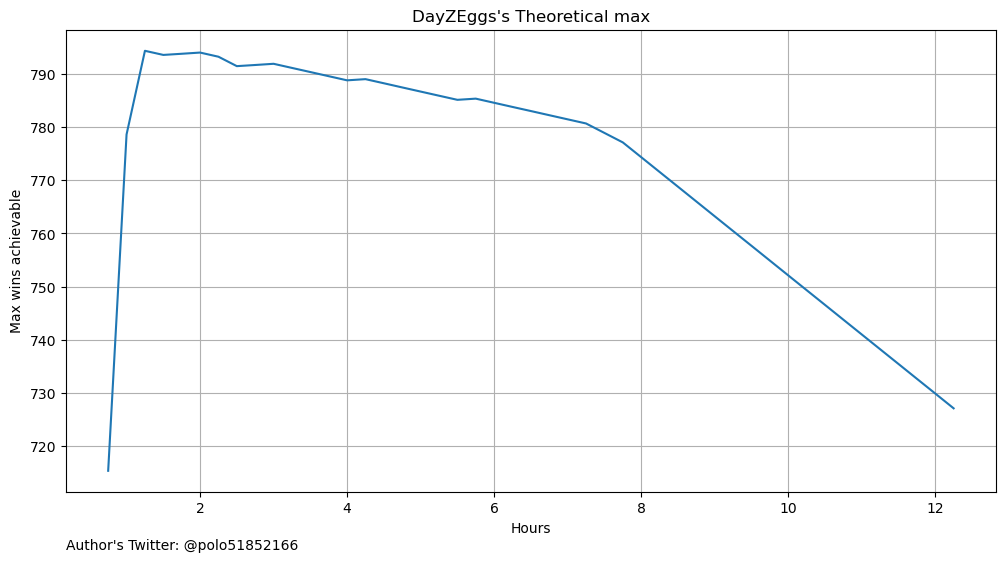 DayZEggs's Theoretical max
Max wins achievable
790
780
770
760
750
740
730
720
2 4 6 8 10 12
Hours
Author's Twitter: @polo51852166